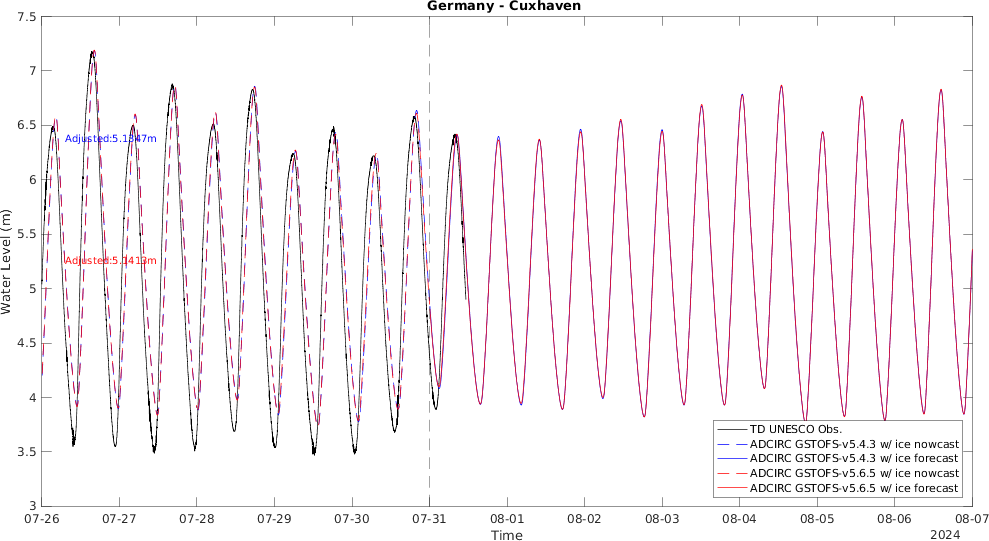 Germany - Cuxhaven
Water Level (m)
7.5
7
6.5
6
5.5
5
4.5
4
3.5
3
Adjusted:5.1347m
Adjusted:5.1413m
TD UNESCO Obs.
ADCIRC GSTOFS-v5.4.3 w/ ice nowcast
ADCIRC GSTOFS-v5.4.3 w/ ice forecast
ADCIRC GSTOFS-v5.6.5 w/ ice nowcast
ADCIRC GSTOFS-v5.6.5 w/ ice forecast
07-26 07-27 07-28 07-29 07-30 07-31 08-01 08-02 08-03 08-04 08-05 08-06 08-07
Time
2024